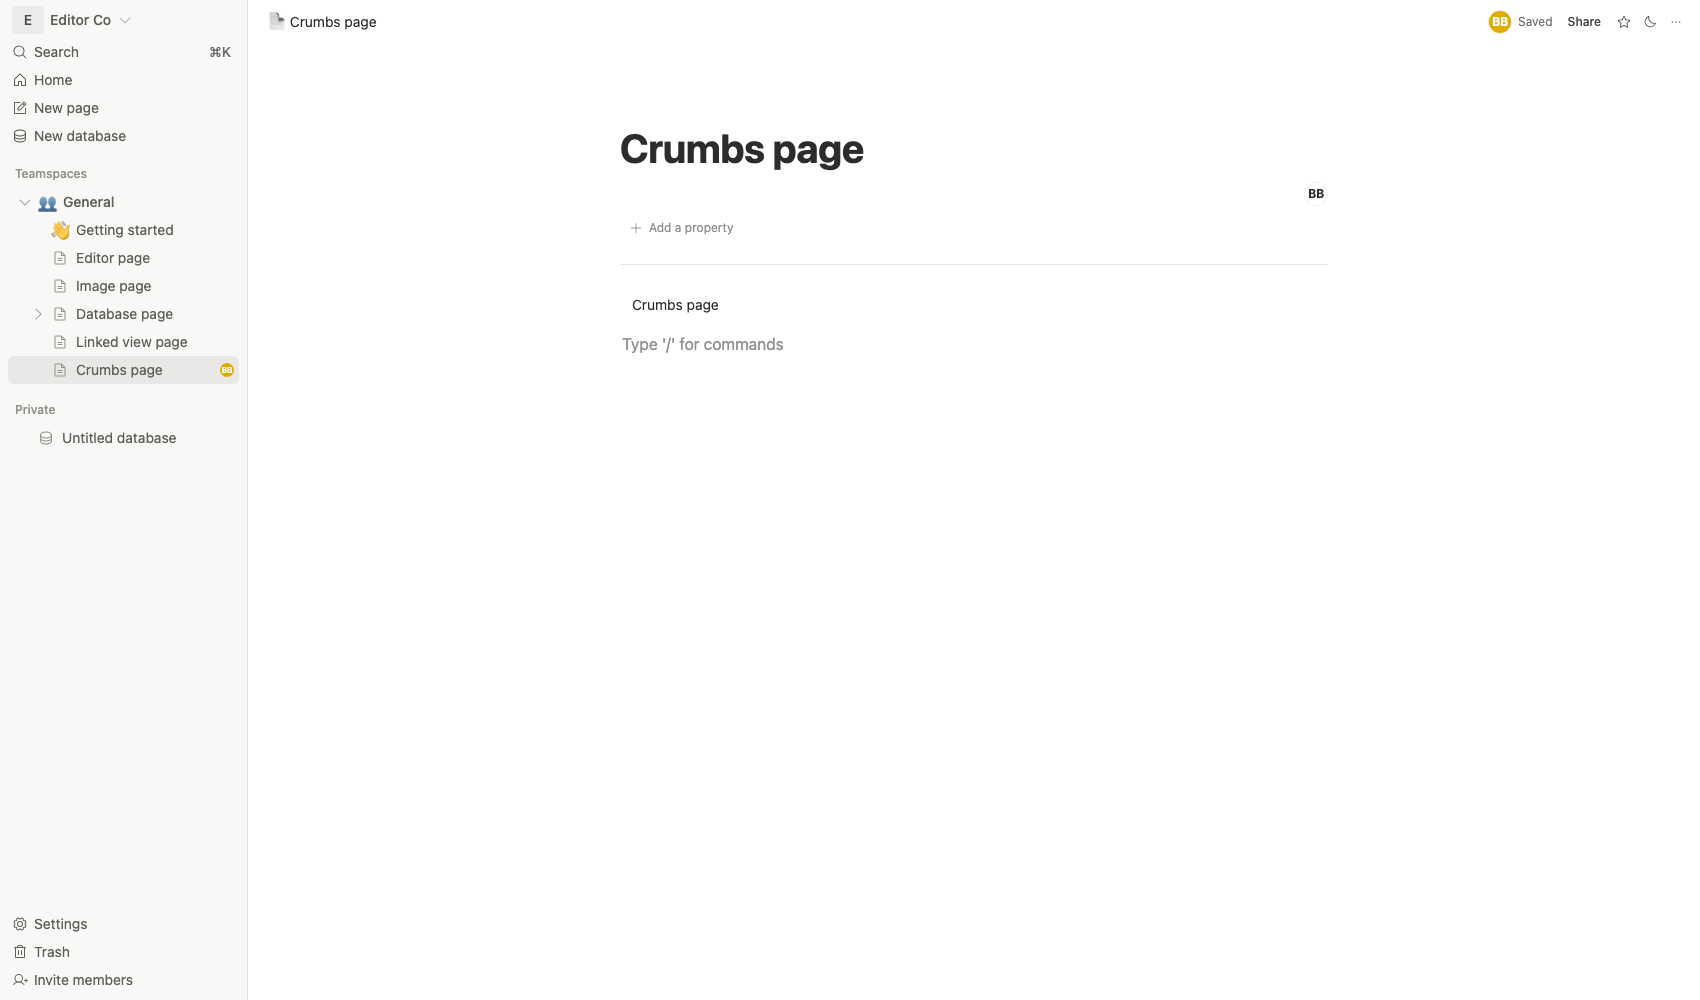 E Editor Co
Search ⌘K
Home
New page
New database
Teamspaces
General
Getting started
Editor page
Image page
Database page
Linked view page
Crumbs page BB
Private
Untitled database
Settings
Trash
Invite members
Crumbs page
BB Saved Share
Crumbs page
BB
Add a property
Crumbs page
Type '/' for commands